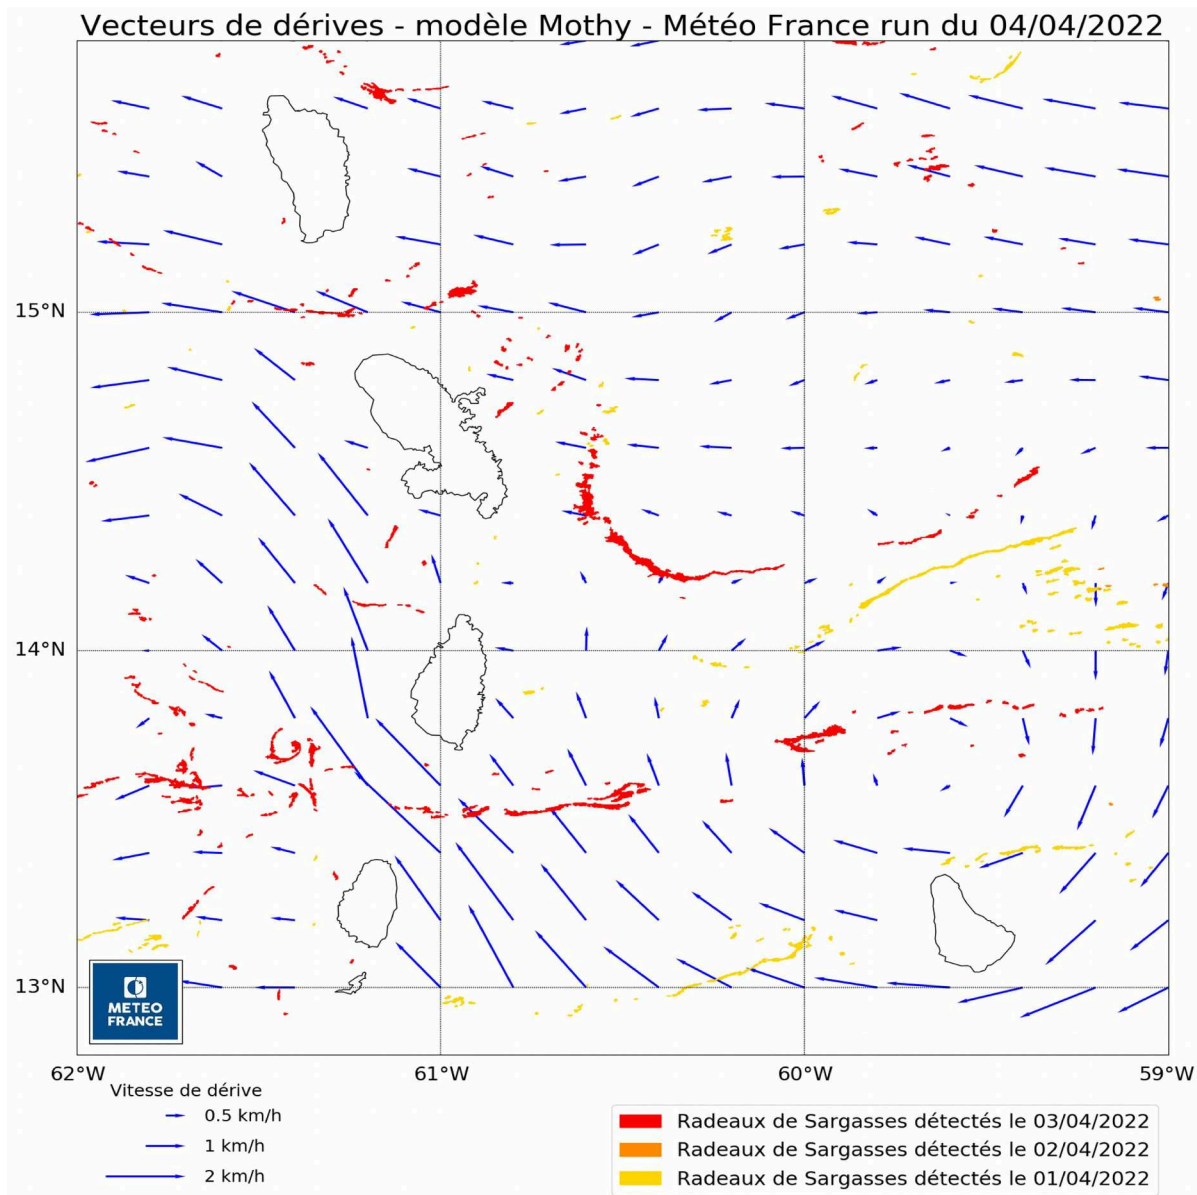 Vecteurs de dérives - modèle Mothy - Météo France run du 04/04/2022
15°N
14°N
13°N
METEO
FRANCE
62°W
61°W
60°W
59°W
Vitesse de dérive
0.5 km/h
1 km/h
2 km/h
Radeaux de Sargasses détectés le 03/04/2022
Radeaux de Sargasses détectés le 02/04/2022
Radeaux de Sargasses détectés le 01/04/2022